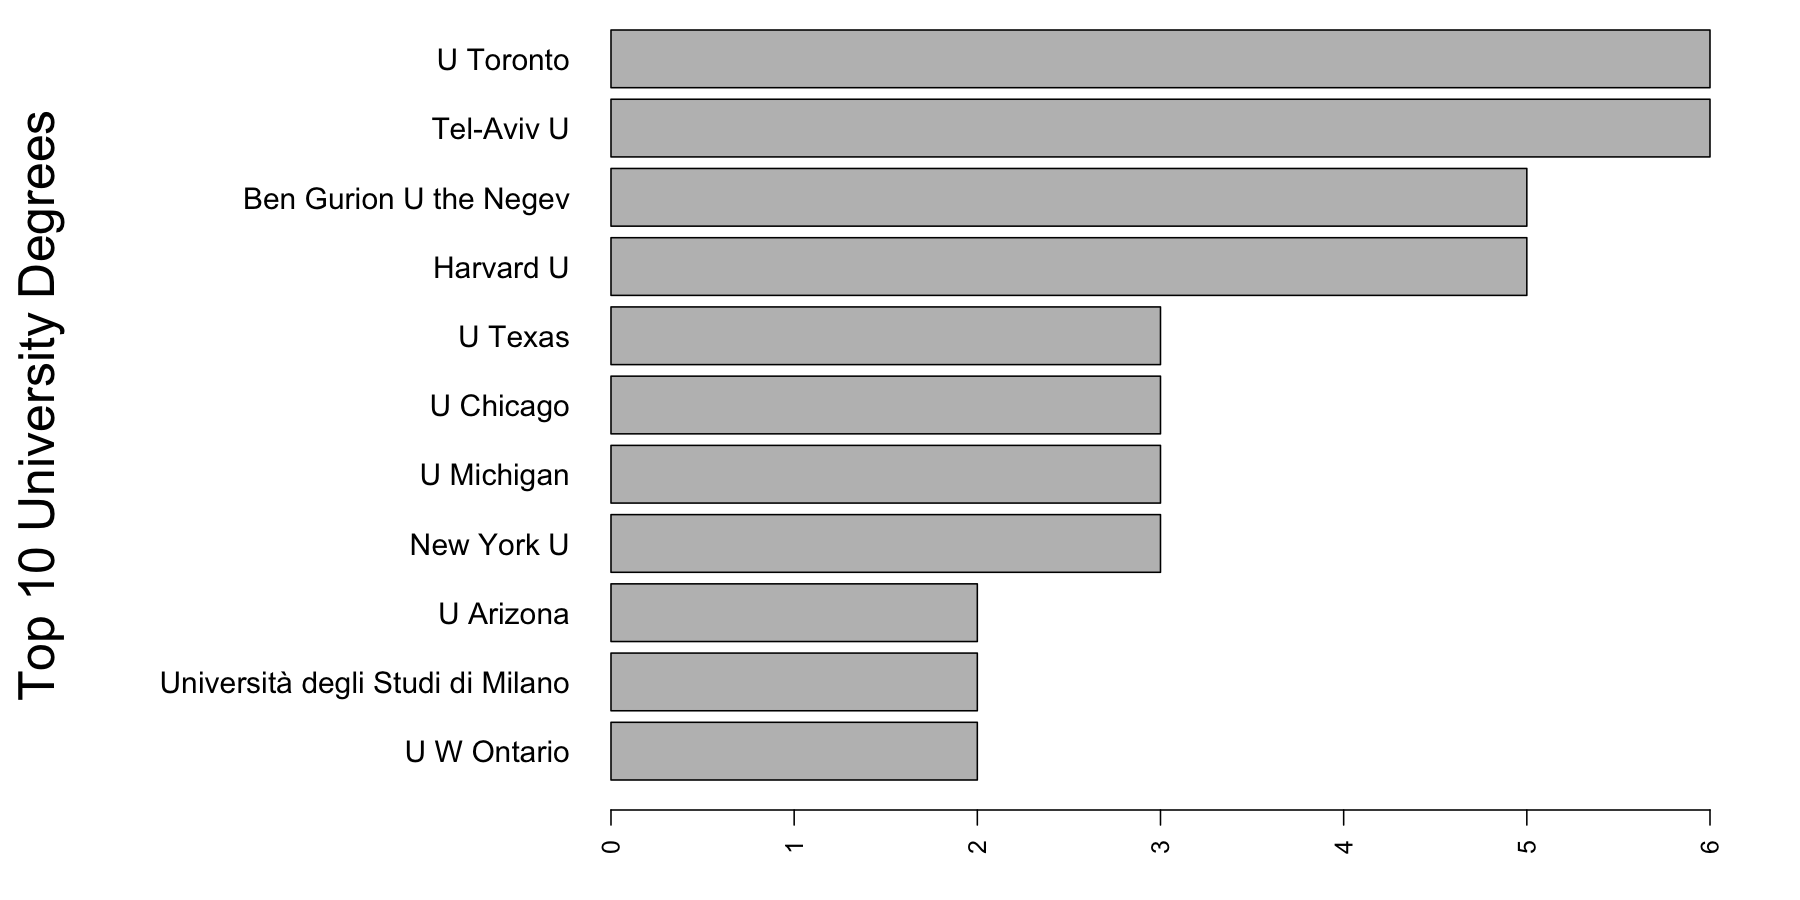 Top 10 University Degrees
U Toronto
Tel-Aviv U
Ben Gurion U the Negev
Harvard U
U Texas
U Chicago
U Michigan
New York U
U Arizona
Università degli Studi di Milano
U W Ontario
0 1 2 3 4 5 6